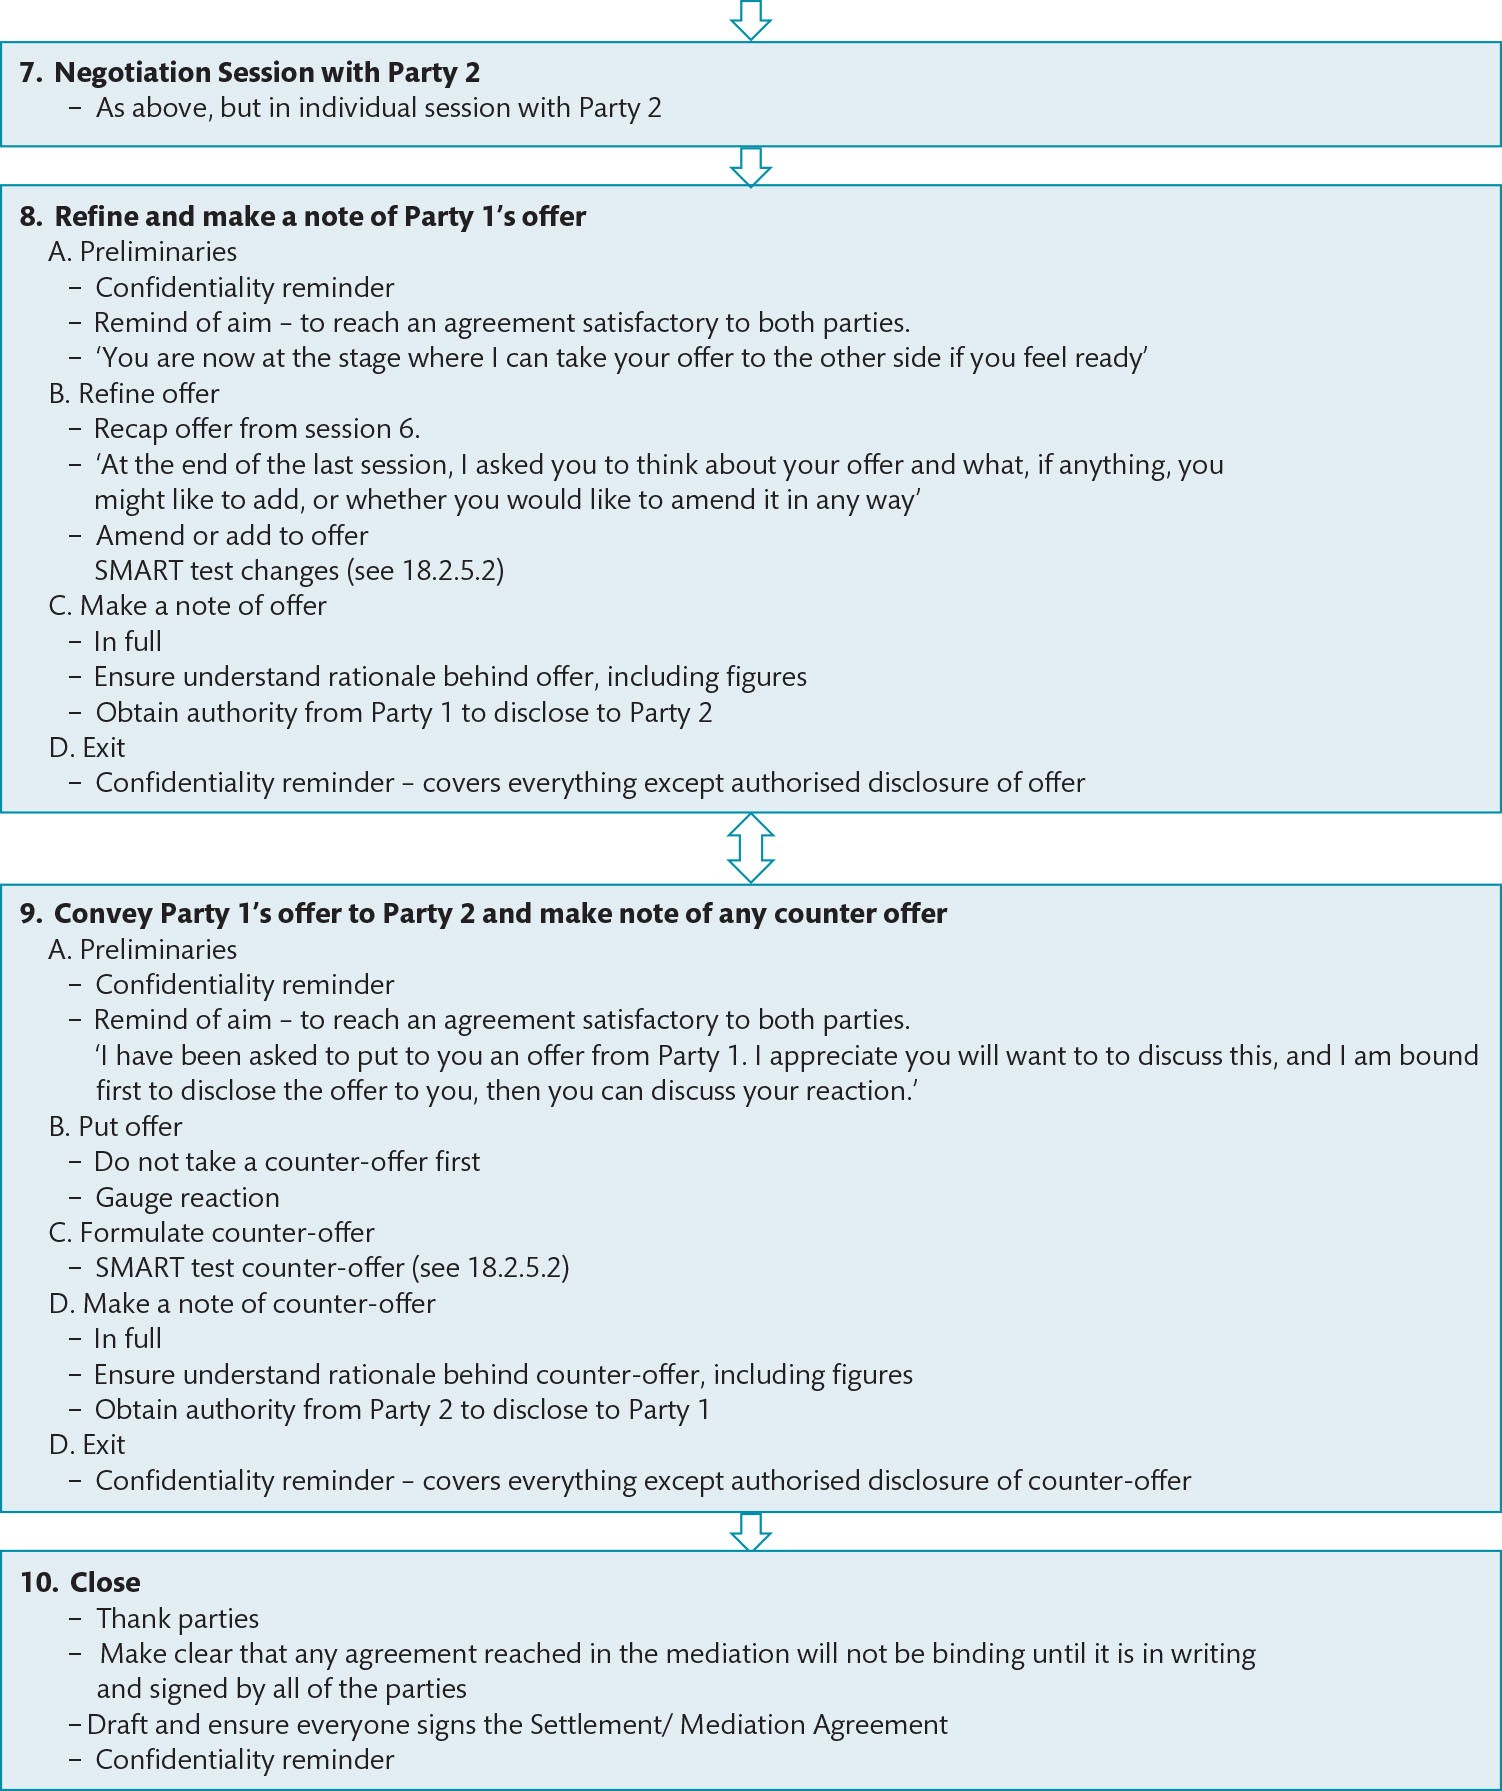 7. Negotiation Session with Party 2
– As above, but in individual session with Party 2
8. Refine and make a note of Party 1’s offer
A. Preliminaries
– Confidentiality reminder
– Remind of aim – to reach an agreement satisfactory to both parties.
– ‘You are now at the stage where I can take your offer to the other side if you feel ready’
B. Refine offer
– Recap offer from session 6.
– ‘At the end of the last session, I asked you to think about your offer and what, if anything, you
might like to add, or whether you would like to amend it in any way’
– Amend or add to offer
SMART test changes (see 18.2.5.2)
C. Make a note of offer
– In full
– Ensure understand rationale behind offer, including figures
– Obtain authority from Party 1 to disclose to Party 2
D. Exit
– Confidentiality reminder – covers everything except authorised disclosure of offer
9. Convey Party 1’s offer to Party 2 and make note of any counter offer
A. Preliminaries
– Confidentiality reminder
– Remind of aim – to reach an agreement satisfactory to both parties.
‘I have been asked to put to you an offer from Party 1. I appreciate you will want to to discuss this, and I am bound
first to disclose the offer to you, then you can discuss your reaction.’
B. Put offer
– Do not take a counter-offer first
– Gauge reaction
C. Formulate counter-offer
– SMART test counter-offer (see 18.2.5.2)
D. Make a note of counter-offer
– In full
– Ensure understand rationale behind counter-offer, including figures
– Obtain authority from Party 2 to disclose to Party 1
D. Exit
– Confidentiality reminder – covers everything except authorised disclosure of counter-offer
10. Close
– Thank parties
– Make clear that any agreement reached in the mediation will not be binding until it is in writing
and signed by all of the parties
– Draft and ensure everyone signs the Settlement/ Mediation Agreement
– Confidentiality reminder